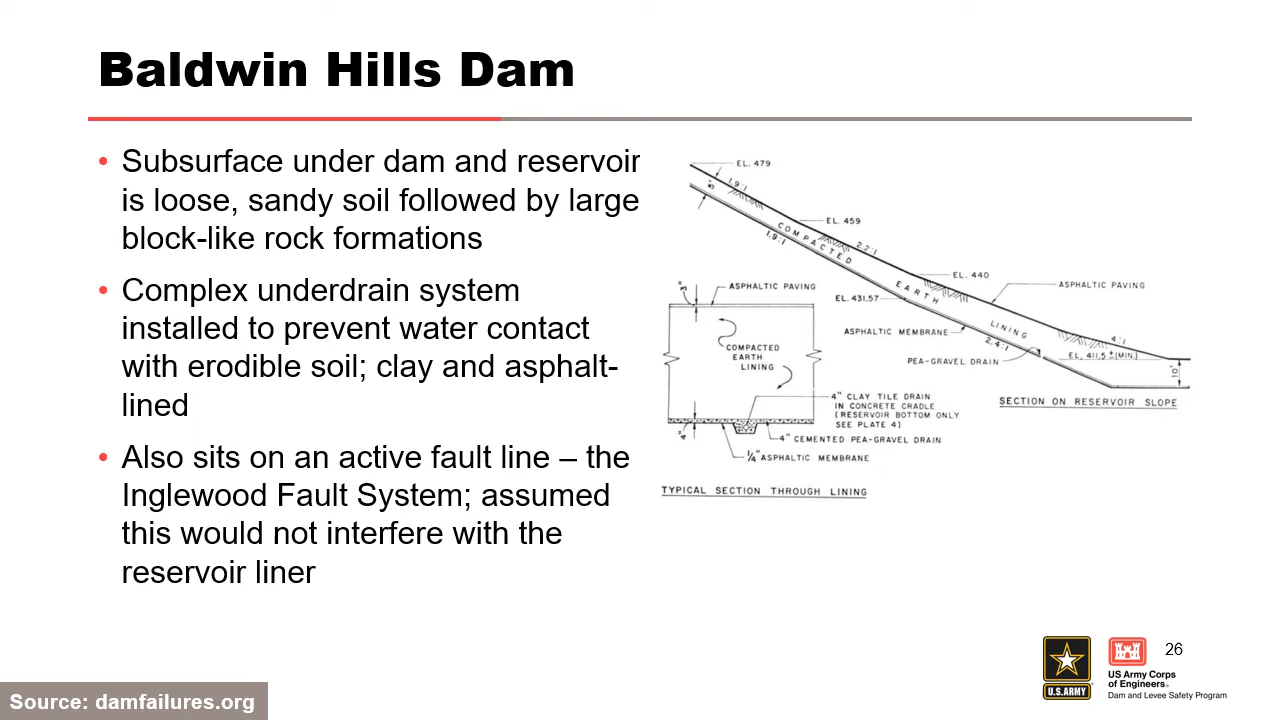 Baldwin Hills Dam
• Subsurface under dam and reservoir
is loose, sandy soil followed by large
block-like rock formations
• Complex underdrain system
installed to prevent water contact
with erodible soil; clay and asphalt-
lined
• Also sits on an active fault line – the
Inglewood Fault System; assumed
this would not interfere with the
reservoir liner
EL. 479
1.9:1
EL. 459
2.2:1
COMPACTED
1.9:1
EL. 440
EARTH
ASPHALTIC PAVING
EL. 431.57
LINING
ASPHALTIC MEMBRANE
2.4:1
4:1
PEA-GRAVEL DRAIN
EL. 411.5 ± (MIN.)
10'
SECTION ON RESERVOIR SLOPE
3"
ASPHALTIC PAVING
COMPACTED
EARTH
LINING
4" CLAY TILE DRAIN
IN CONCRETE CRADLE
(RESERVOIR BOTTOM ONLY
SEE PLATE 4)
4"
4" CEMENTED PEA-GRAVEL DRAIN
1/4" ASPHALTIC MEMBRANE
TYPICAL SECTION THROUGH LINING
26
U.S. ARMY
US Army Corps
of Engineers®
Dam and Levee Safety Program
Source: damfailures.org